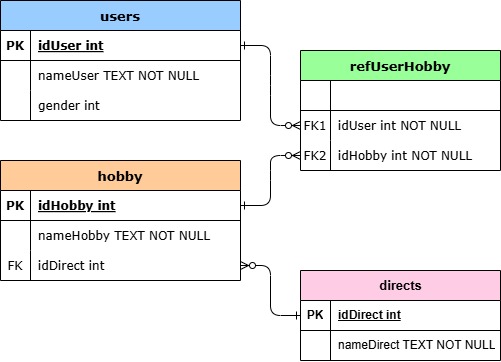 users
PK idUser int
nameUser TEXT NOT NULL
gender int
refUserHobby
FK1 idUser int NOT NULL
FK2 idHobby int NOT NULL
hobby
PK idHobby int
nameHobby TEXT NOT NULL
FK idDirect int
directs
PK idDirect int
nameDirect TEXT NOT NULL